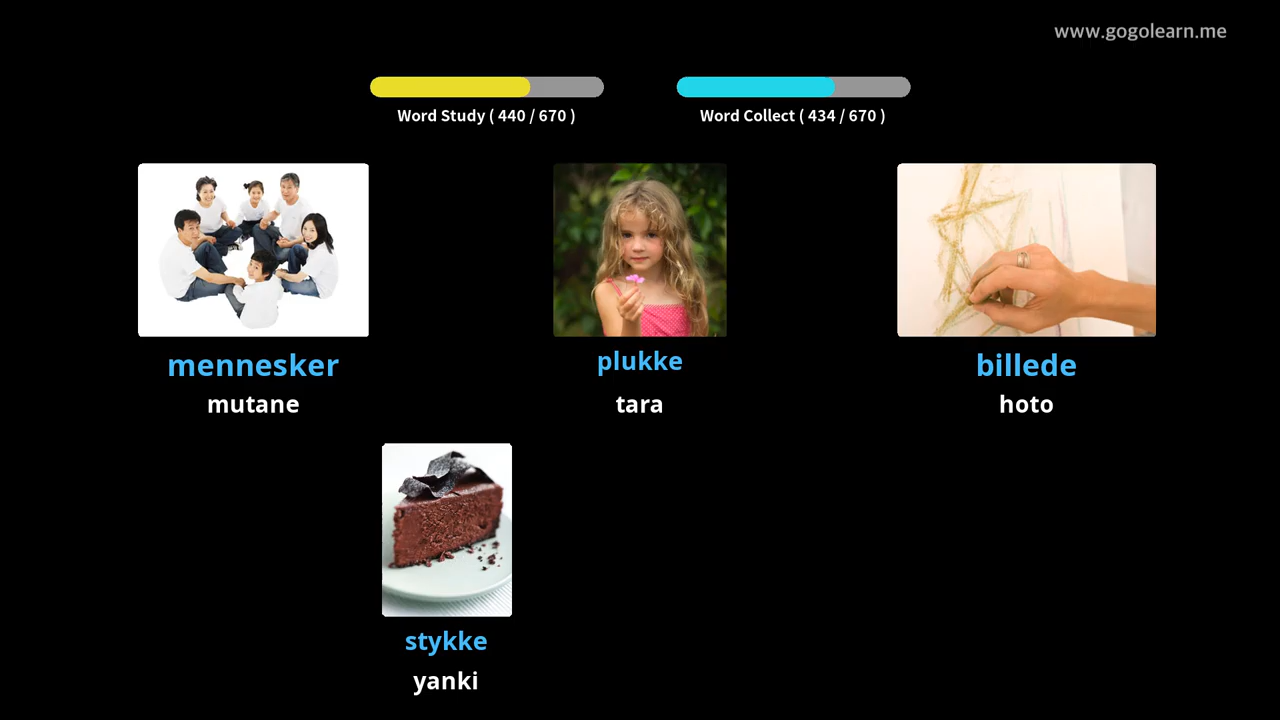 www.gogolearn.me
Word Study ( 440 / 670 )
Word Collect ( 434 / 670 )
mennesker
mutane
plukke
tara
billede
hoto
stykke
yanki